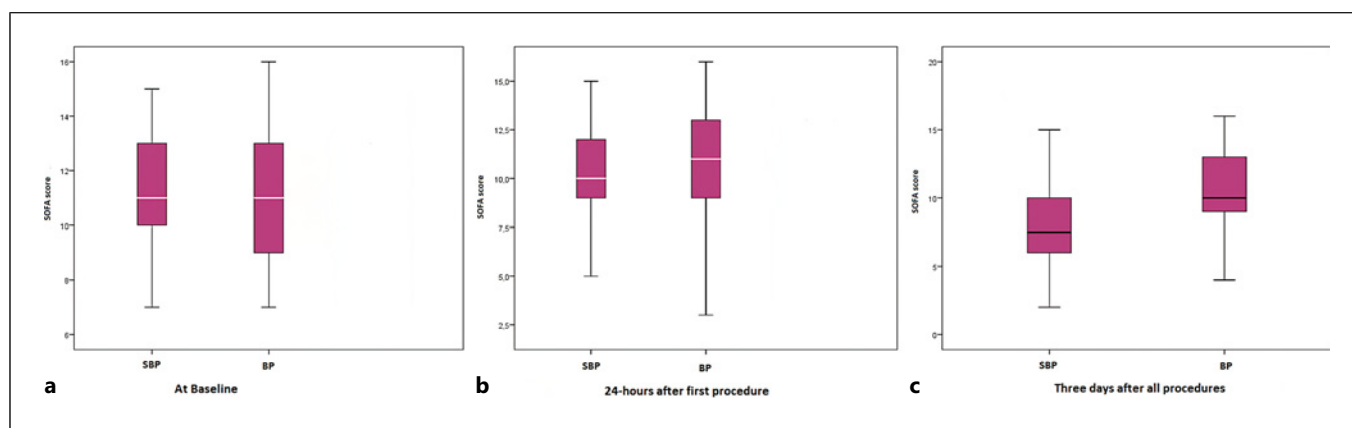 16
14
12
10
8
6
SOFA score
SBP
BP
a
At Baseline
15,0
12,5
10,0
7,5
5,0
2,5
SOFA score
SBP
BP
b
24-hours after first procedure
20
15
10
5
0
SOFA score
SBP
BP
c
Three days after all procedures